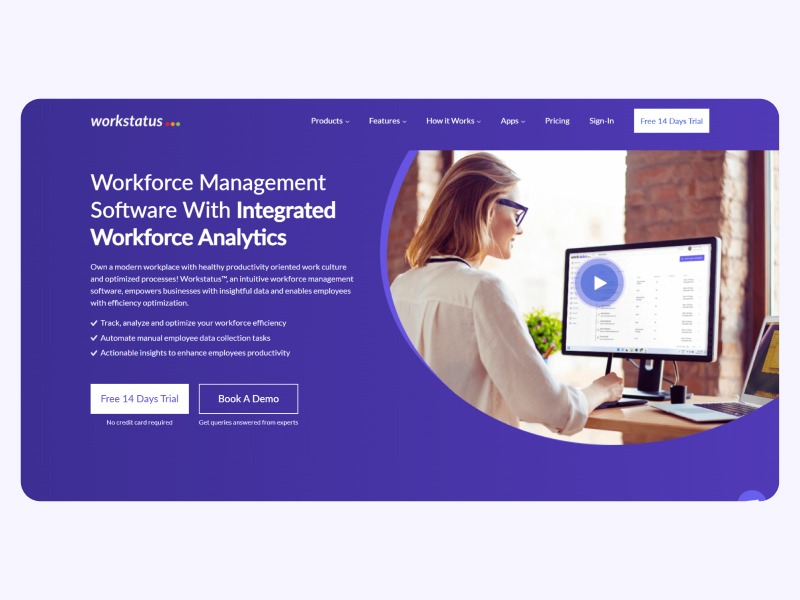 workstatus
Products Features How it Works Apps Pricing Sign-In Free 14 Days Trial
Workforce Management
Software With Integrated
Workforce Analytics
Own a modern workplace with healthy productivity oriented work culture
and optimized processes! Workstatus™, an intuitive workforce management
software, empowers businesses with insightful data and enables employees
with efficiency optimization.
Track, analyze and optimize your workforce efficiency
Automate manual employee data collection tasks
Actionable insights to enhance employees productivity
Free 14 Days Trial Book A Demo
No credit card required Get queries answered from experts